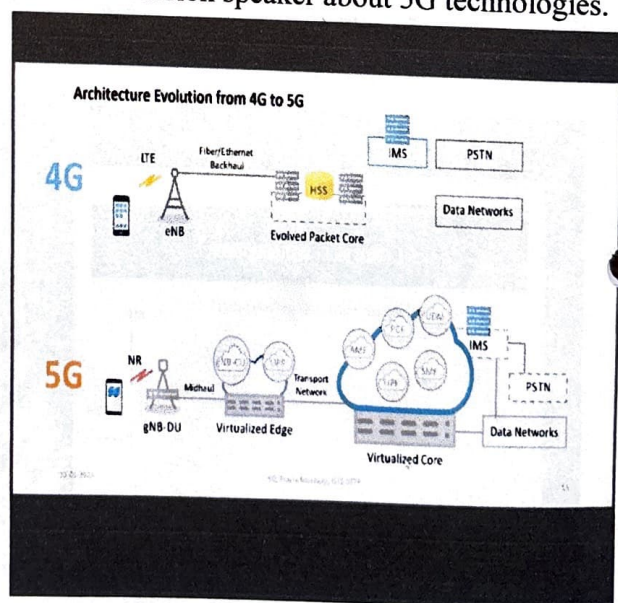 speaker about 5G technologies.
Architecture Evolution from 4G to 5G
4G
LTE
Fiber/Ethernet
Backhaul
eNB
HSS
Evolved Packet Core
IMS
PSTN
Data Networks
5G
NR
gNB-DU
Midhaul
Virtualized Edge
Transport
Network
Virtualized Core
IMS
PSTN
Data Networks